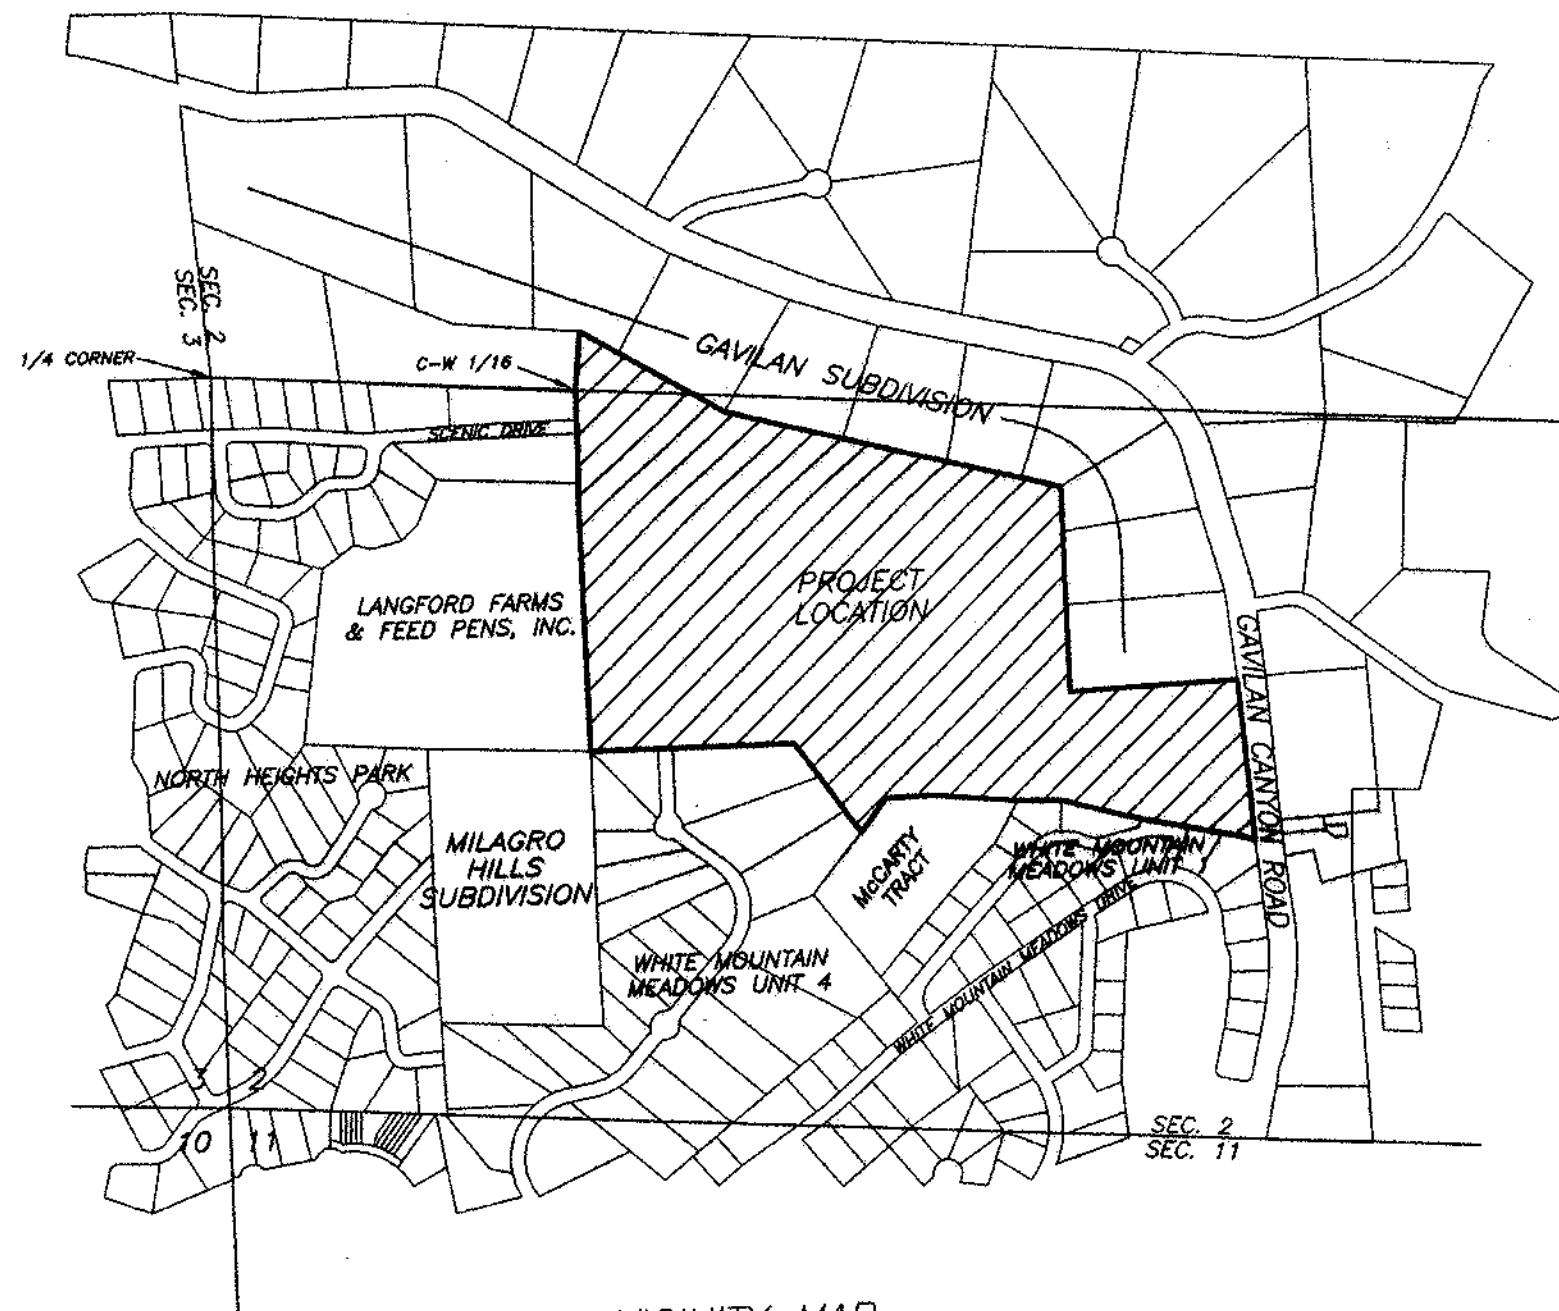 SEC. 2
SEC. 3
1/4 CORNER
C-W 1/16
GAVILAN SUBDIVISION
SCENIC DRIVE
PROJECT
LOCATION
LANGFORD FARMS
& FEED PENS, INC.
GAVILAN CANYON ROAD
NORTH HEIGHTS PARK
MILAGRO
HILLS
SUBDIVISION
McCARTY
TRACT
WHITE MOUNTAIN
MEADOWS UNIT 1
WHITE MOUNTAIN MEADOWS DRIVE
WHITE MOUNTAIN
MEADOWS UNIT 4
3 2
10 11
SEC. 2
SEC. 11
VICINITY MAP